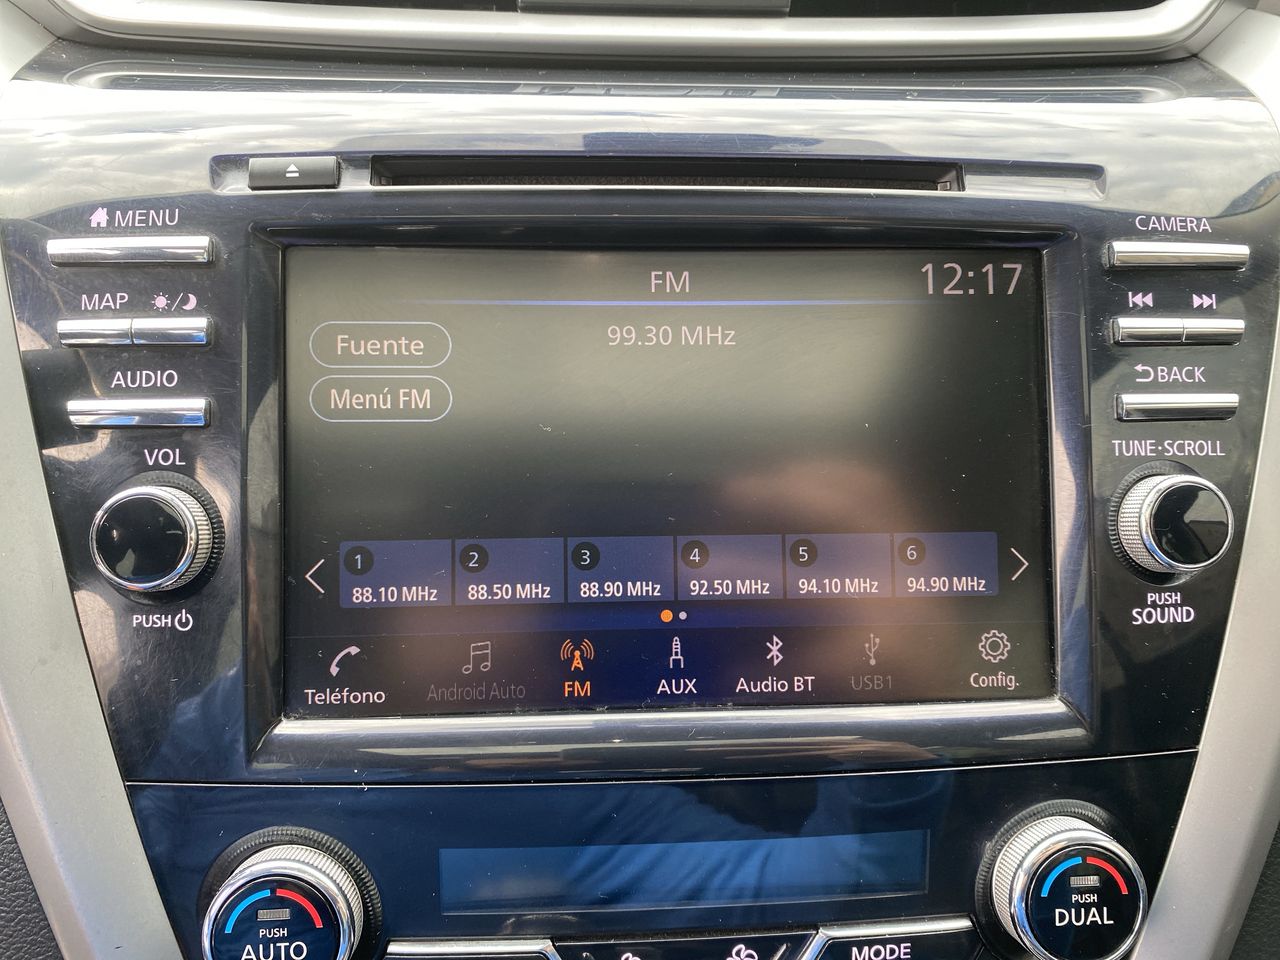 MENU
MAP
AUDIO
VOL
PUSH
CAMERA
BACK
TUNE·SCROLL
PUSH
SOUND
FM
12:17
99.30 MHz
Fuente
Menú FM
1
88.10 MHz
2
88.50 MHz
3
88.90 MHz
4
92.50 MHz
5
94.10 MHz
6
94.90 MHz
Teléfono
Android Auto
FM
AUX
Audio BT
USB1
Config.
PUSH
AUTO
MODE
PUSH
DUAL